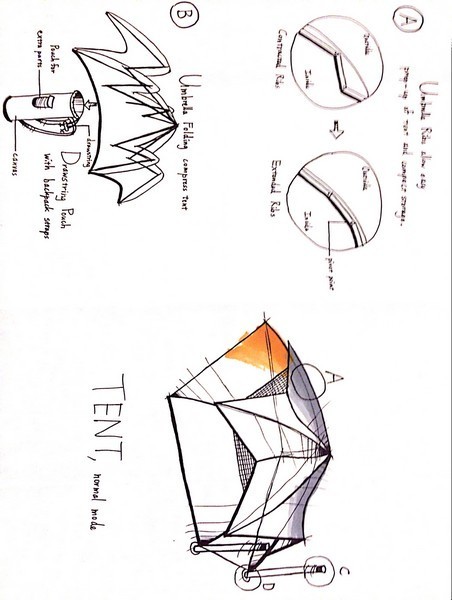 A
Umbrella Ribs allow easy
pop-up of tent and compact storage.
Outside
Inside
Contracted Ribs
Outside
Inside
Extended Ribs
pivot point
B
Umbrella Folding compress tent
drawstring
Pouch for
extra parts
canvas
Drawstring Pouch
with backpack straps
A
C
D
TENT, normal mode